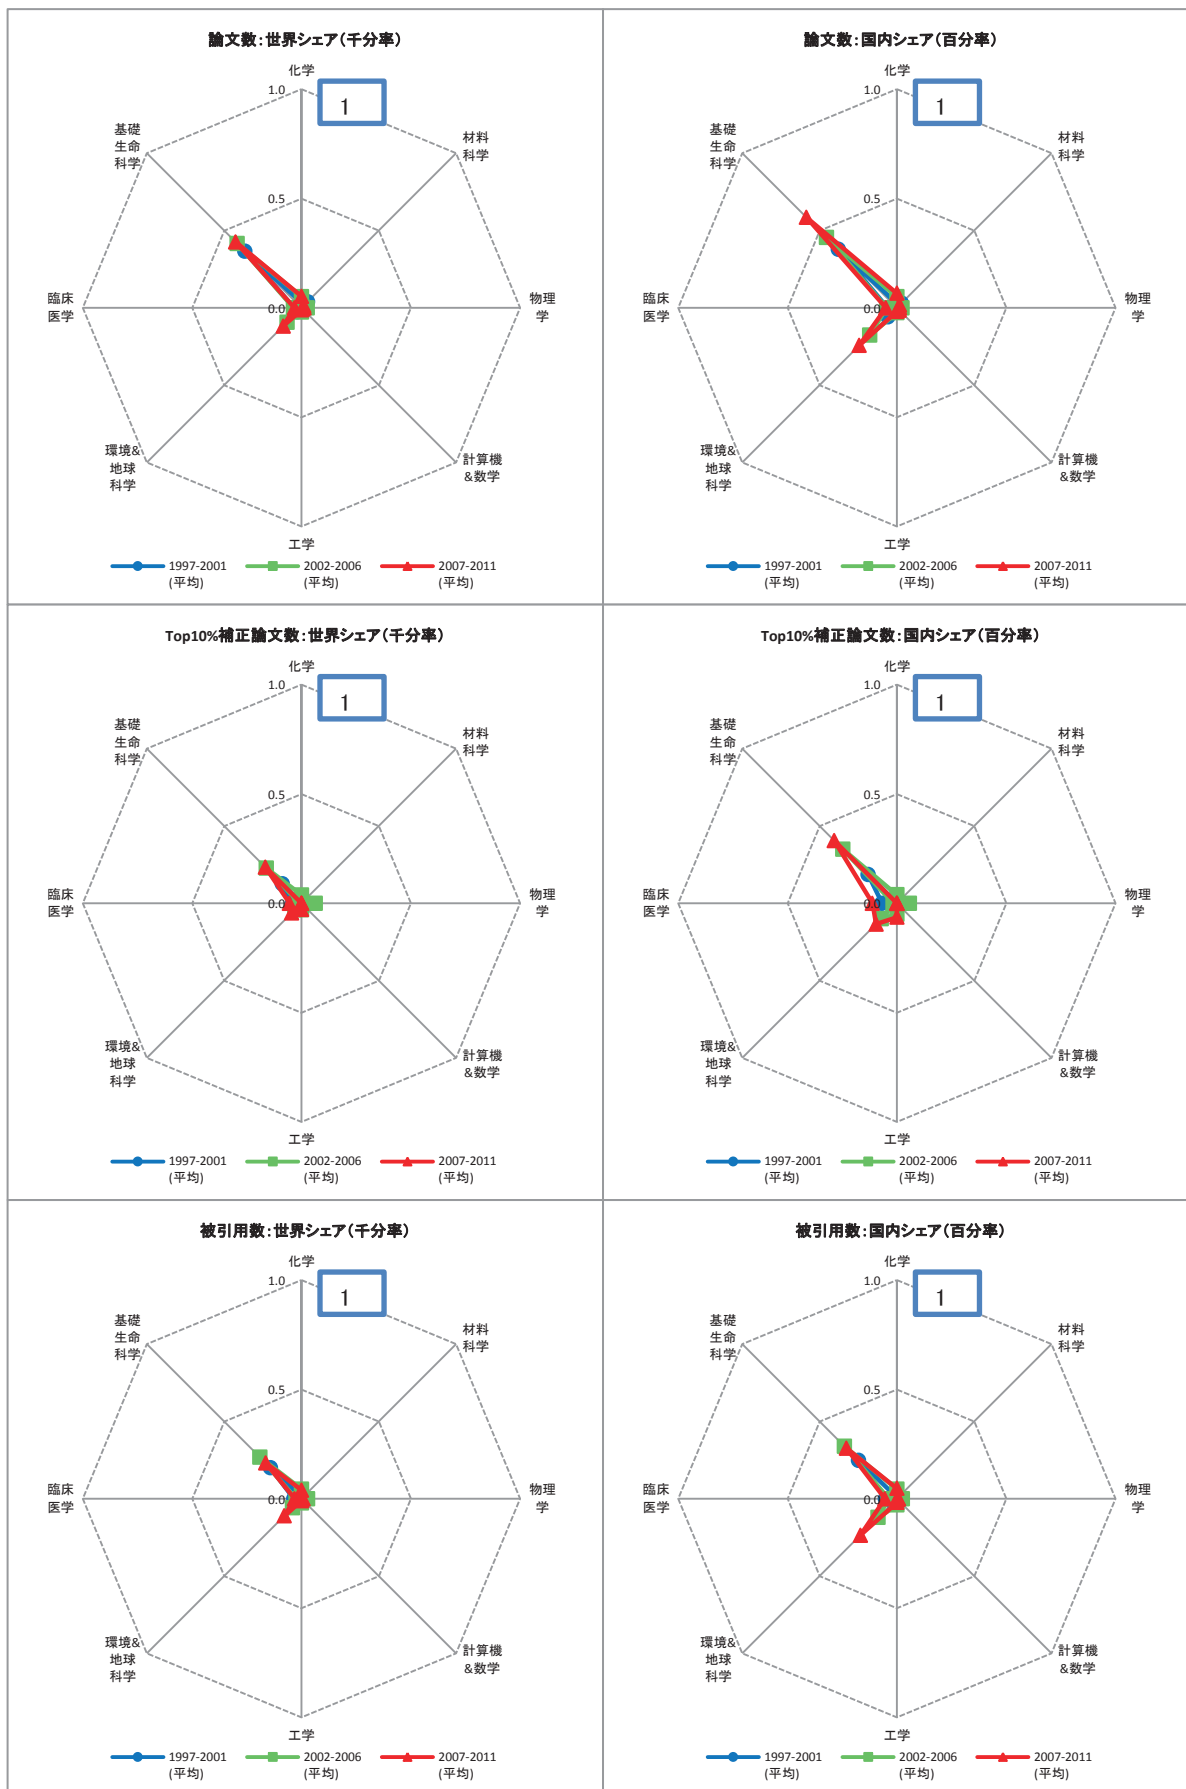 論文数：世界シェア（千分率）
化学
1.0
1
基礎
生命
科学
材料
科学
0.5
臨床
医学
0.0
物理
学
環境&
地球
科学
計算機
&数学
工学
1997-2001
(平均)
2002-2006
(平均)
2007-2011
(平均)
論文数：国内シェア（百分率）
化学
1.0
1
基礎
生命
科学
材料
科学
0.5
臨床
医学
0.0
物理
学
環境&
地球
科学
計算機
&数学
工学
1997-2001
(平均)
2002-2006
(平均)
2007-2011
(平均)
Top10%補正論文数：世界シェア（千分率）
化学
1.0
1
基礎
生命
科学
材料
科学
0.5
臨床
医学
0.0
物理
学
環境&
地球
科学
計算機
&数学
工学
1997-2001
(平均)
2002-2006
(平均)
2007-2011
(平均)
Top10%補正論文数：国内シェア（百分率）
化学
1.0
1
基礎
生命
科学
材料
科学
0.5
臨床
医学
0.0
物理
学
環境&
地球
科学
計算機
&数学
工学
1997-2001
(平均)
2002-2006
(平均)
2007-2011
(平均)
被引用数：世界シェア（千分率）
化学
1.0
1
基礎
生命
科学
材料
科学
0.5
臨床
医学
0.0
物理
学
環境&
地球
科学
計算機
&数学
工学
1997-2001
(平均)
2002-2006
(平均)
2007-2011
(平均)
被引用数：国内シェア（百分率）
化学
1.0
1
基礎
生命
科学
材料
科学
0.5
臨床
医学
0.0
物理
学
環境&
地球
科学
計算機
&数学
工学
1997-2001
(平均)
2002-2006
(平均)
2007-2011
(平均)